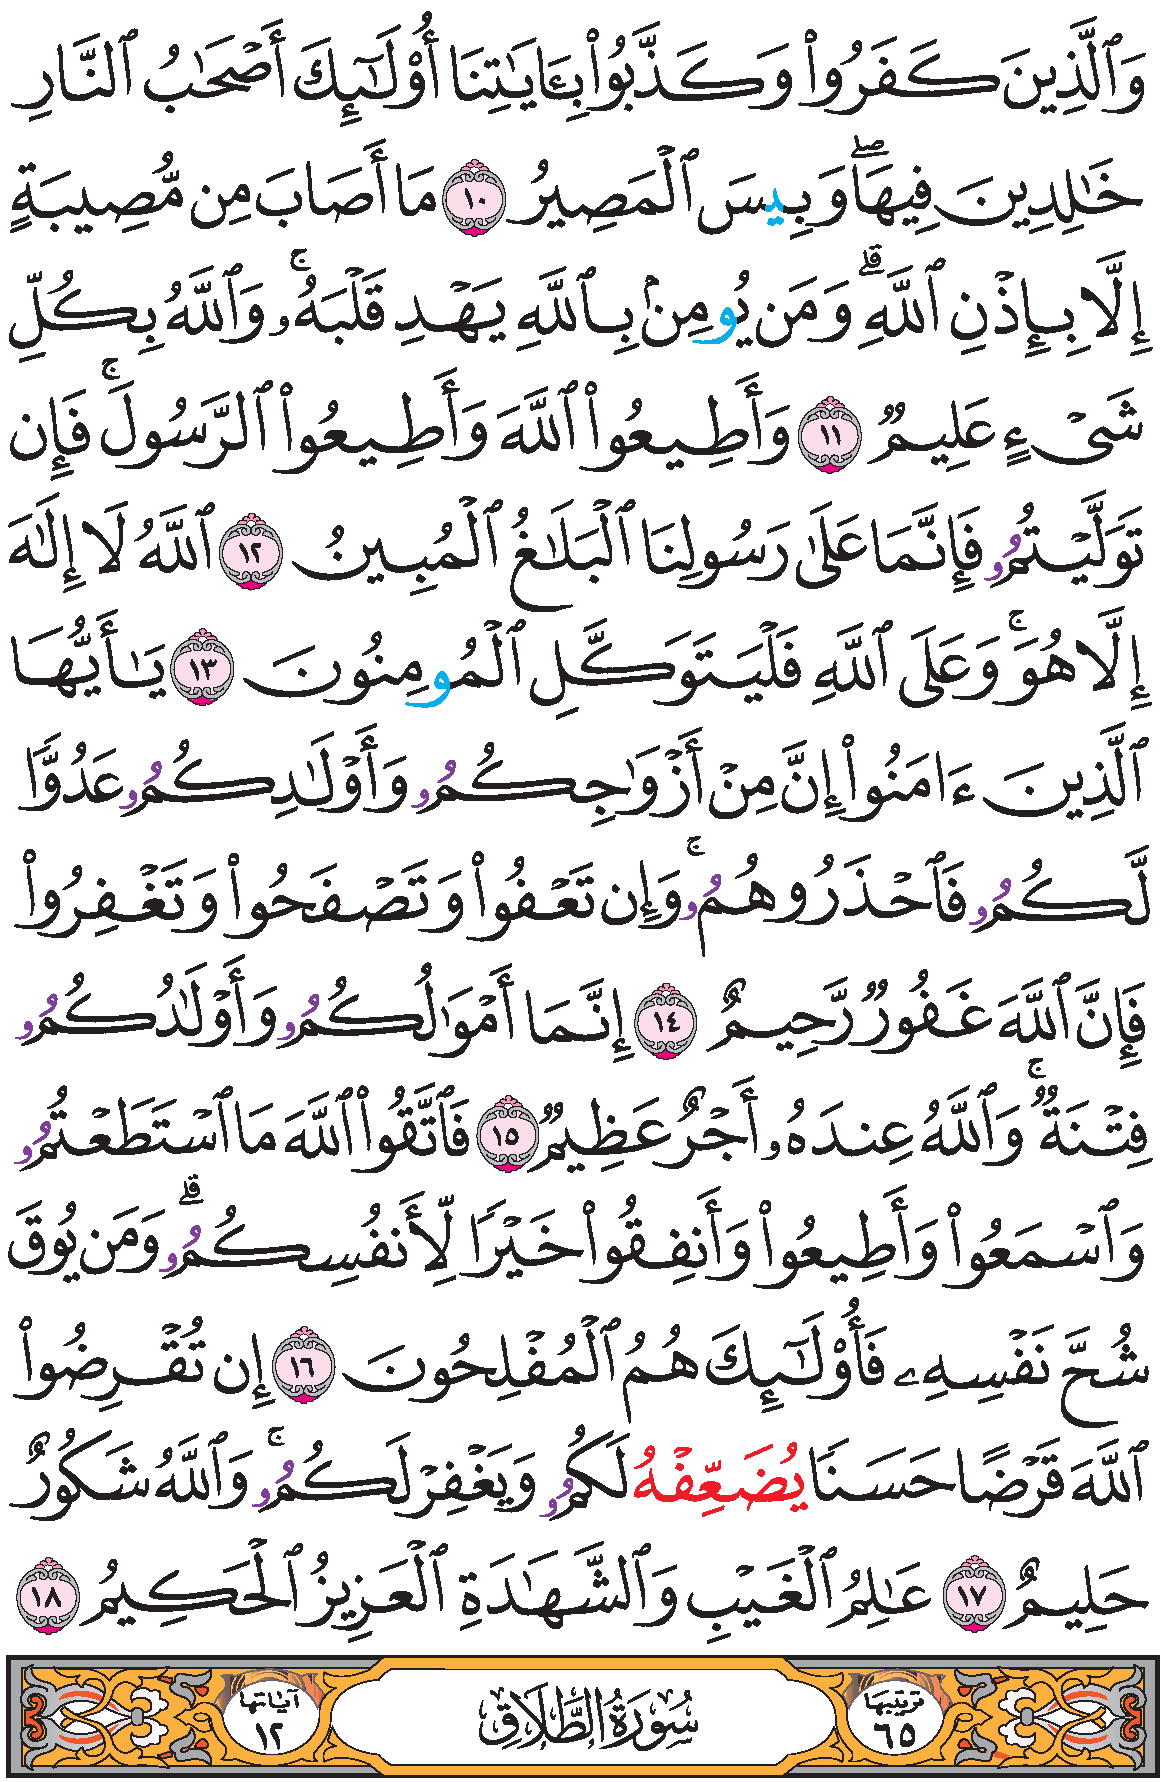 وَٱلَّذِينَ كَفَرُواْ وَكَذَّبُواْ بِـَٔايَٰتِنَا أُوْلَٰٓئِكَ أَصۡحَٰبُ ٱلنَّارِ
خَٰلِدِينَ فِيهَاۖ وَبِيسَ ٱلۡمَصِيرُ ١٠ مَا أَصَابَ مِن مُّصِيبَةٍ
إِلَّا بِإِذۡنِ ٱللَّهِۗ وَمَن يُومِنۢ بِٱللَّهِ يَهۡدِ قَلۡبَهُۥۚ وَٱللَّهُ بِكُلِّ
شَيۡءٍ عَلِيمٞ ١١ وَأَطِيعُواْ ٱللَّهَ وَأَطِيعُواْ ٱلرَّسُولَۚ فَإِن
تَوَلَّيۡتُمُۥ فَإِنَّمَا عَلَىٰ رَسُولِنَا ٱلۡبَلَٰغُ ٱلۡمُبِينُ ١٢ ٱللَّهُ لَا إِلَٰهَ
إِلَّا هُوَۚ وَعَلَى ٱللَّهِ فَلۡيَتَوَكَّلِ ٱلۡمُومِنُونَ ١٣ يَٰأَيُّهَا
ٱلَّذِينَ ءَامَنُواْ إِنَّ مِنۡ أَزۡوَٰجِكُمُۥ وَأَوۡلَٰدِكُمُۥ عَدُوّٗا
لَّكُمُۥ فَٱحۡذَرُوهُمُۥۚ وَإِن تَعۡفُواْ وَتَصۡفَحُواْ وَتَغۡفِرُواْ
فَإِنَّ ٱللَّهَ غَفُورٞ رَّحِيمٌ ١٤ إِنَّمَا أَمۡوَٰلُكُمُۥ وَأَوۡلَٰدُكُمُۥ
فِتۡنَةٞۚ وَٱللَّهُ عِندَهُۥ أَجۡرٌ عَظِيمٞ ١٥ فَٱتَّقُواْ ٱللَّهَ مَا ٱسۡتَطَعۡتُمُۥ
وَٱسۡمَعُواْ وَأَطِيعُواْ وَأَنفِقُواْ خَيۡرٗا لِّأَنفُسِكُمُۥۗ وَمَن يُوقَ
شُحَّ نَفۡسِهِۦ فَأُوْلَٰٓئِكَ هُمُ ٱلۡمُفۡلِحُونَ ١٦ إِن تُقۡرِضُواْ
ٱللَّهَ قَرۡضًا حَسَنٗا يُضَعِّفۡهُ لَكُمُۥ وَيَغۡفِرۡ لَكُمُۥۚ وَٱللَّهُ شَكُورٌ
حَلِيمٌ ١٧ عَٰلِمُ ٱلۡغَيۡبِ وَٱلشَّهَٰدَةِ ٱلۡعَزِيزُ ٱلۡحَكِيمُ ١٨
ترتيبها ٦٥ سُورَةُ الطَّلَاقِ آياتها ١٢